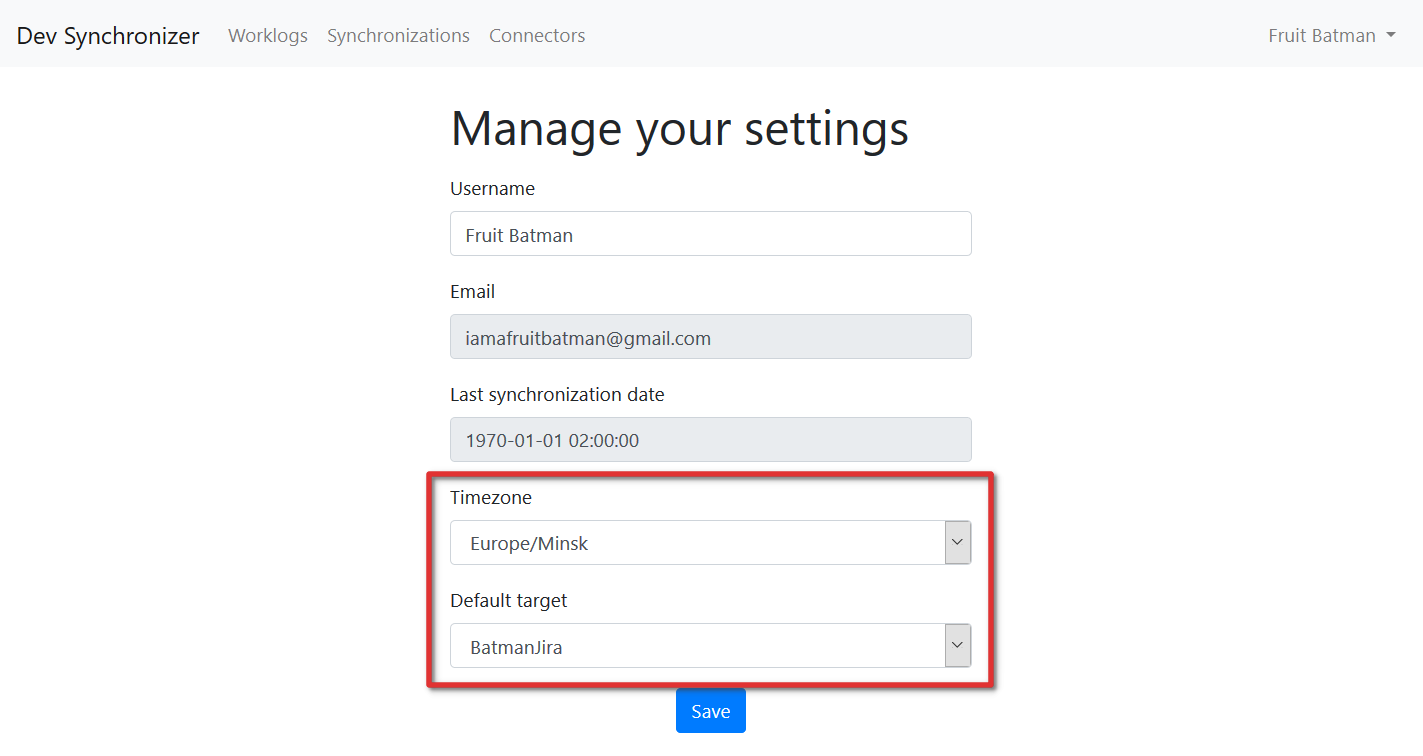 Dev Synchronizer Worklogs Synchronizations Connectors Fruit Batman
Manage your settings
Username
Fruit Batman
Email
iamafruitbatman@gmail.com
Last synchronization date
1970-01-01 02:00:00
Timezone
Europe/Minsk
Default target
BatmanJira
Save